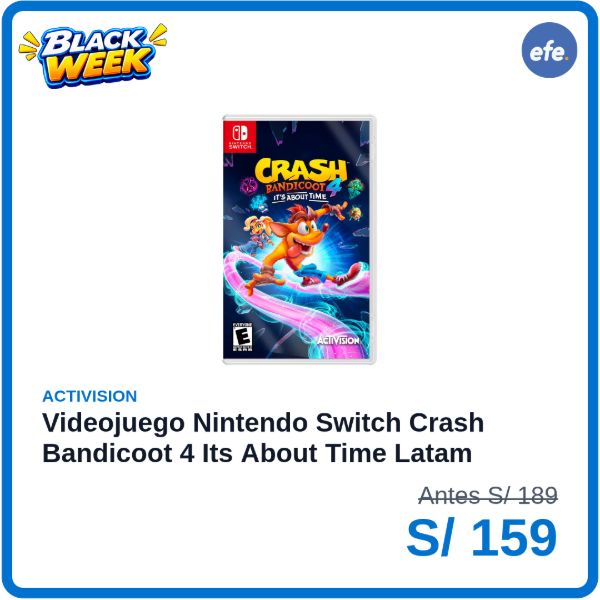 BLACK
WEEK
efe.
NINTENDO
SWITCH
CRASH
BANDICOOT 4
IT'S ABOUT TIME
EVERYONE
E
ACTIVISION
ACTIVISION
Videojuego Nintendo Switch Crash
Bandicoot 4 Its About Time Latam
Antes S/ 189
S/ 159